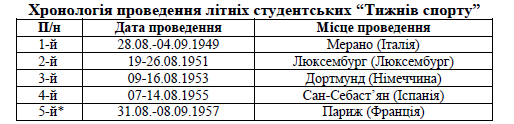 Хронологія проведення літніх студентських “Тижнів спорту”
П/н Дата проведення Місце проведення
1-й 28.08.-04.09.1949 Мерано (Італія)
2-й 19-26.08.1951 Люксембург (Люксембург)
3-й 09-16.08.1953 Дортмунд (Німеччина)
4-й 07-14.08.1955 Сан-Себаст’ян (Іспанія)
5-й* 31.08.-08.09.1957 Париж (Франція)